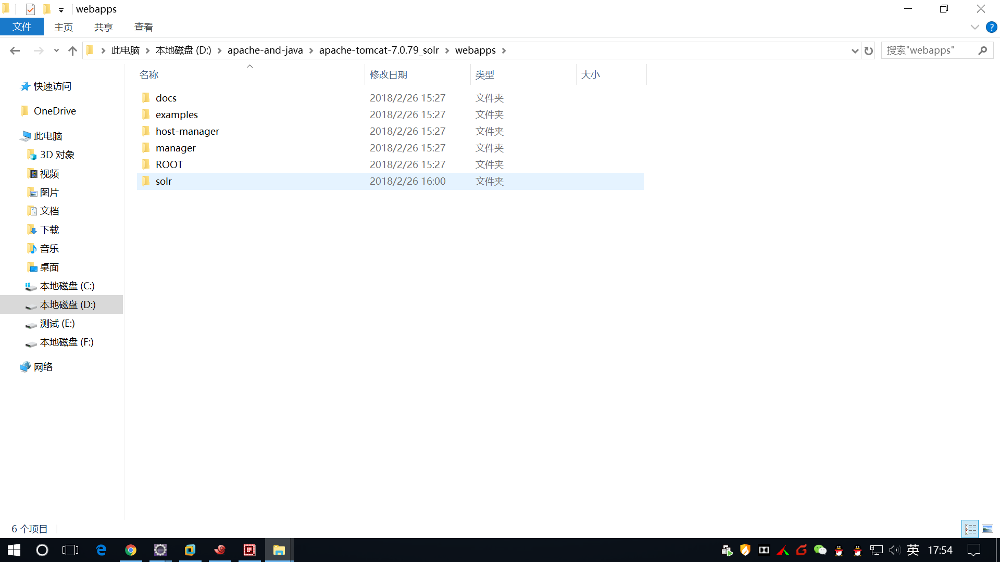 webapps
文件 主页 共享 查看
此电脑 本地磁盘 (D:) apache-and-java apache-tomcat-7.0.79_solr webapps 搜索"webapps"
名称 修改日期 类型 大小
快速访问
OneDrive
此电脑
3D 对象
视频
图片
文档
下载
音乐
桌面
本地磁盘 (C:)
本地磁盘 (D:)
测试 (E:)
本地磁盘 (F:)
网络
docs 2018/2/26 15:27 文件夹
examples 2018/2/26 15:27 文件夹
host-manager 2018/2/26 15:27 文件夹
manager 2018/2/26 15:27 文件夹
ROOT 2018/2/26 15:27 文件夹
solr 2018/2/26 16:00 文件夹
6 个项目
英 17:54